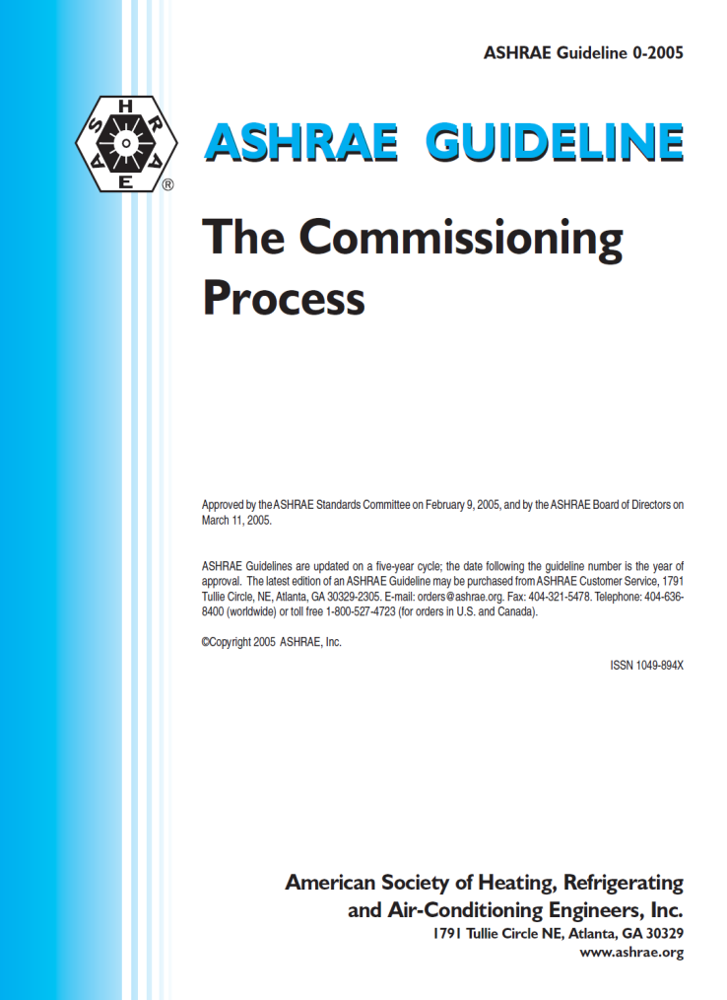 ASHRAE Guideline 0-2005
ASHRAE
®
ASHRAE GUIDELINE
The Commissioning
Process
Approved by the ASHRAE Standards Committee on February 9, 2005, and by the ASHRAE Board of Directors on
March 11, 2005.
ASHRAE Guidelines are updated on a five-year cycle; the date following the guideline number is the year of
approval. The latest edition of an ASHRAE Guideline may be purchased from ASHRAE Customer Service, 1791
Tullie Circle, NE, Atlanta, GA 30329-2305. E-mail: orders@ashrae.org. Fax: 404-321-5478. Telephone: 404-636-
8400 (worldwide) or toll free 1-800-527-4723 (for orders in U.S. and Canada).
©Copyright 2005 ASHRAE, Inc.
ISSN 1049-894X
American Society of Heating, Refrigerating
and Air-Conditioning Engineers, Inc.
1791 Tullie Circle NE, Atlanta, GA 30329
www.ashrae.org